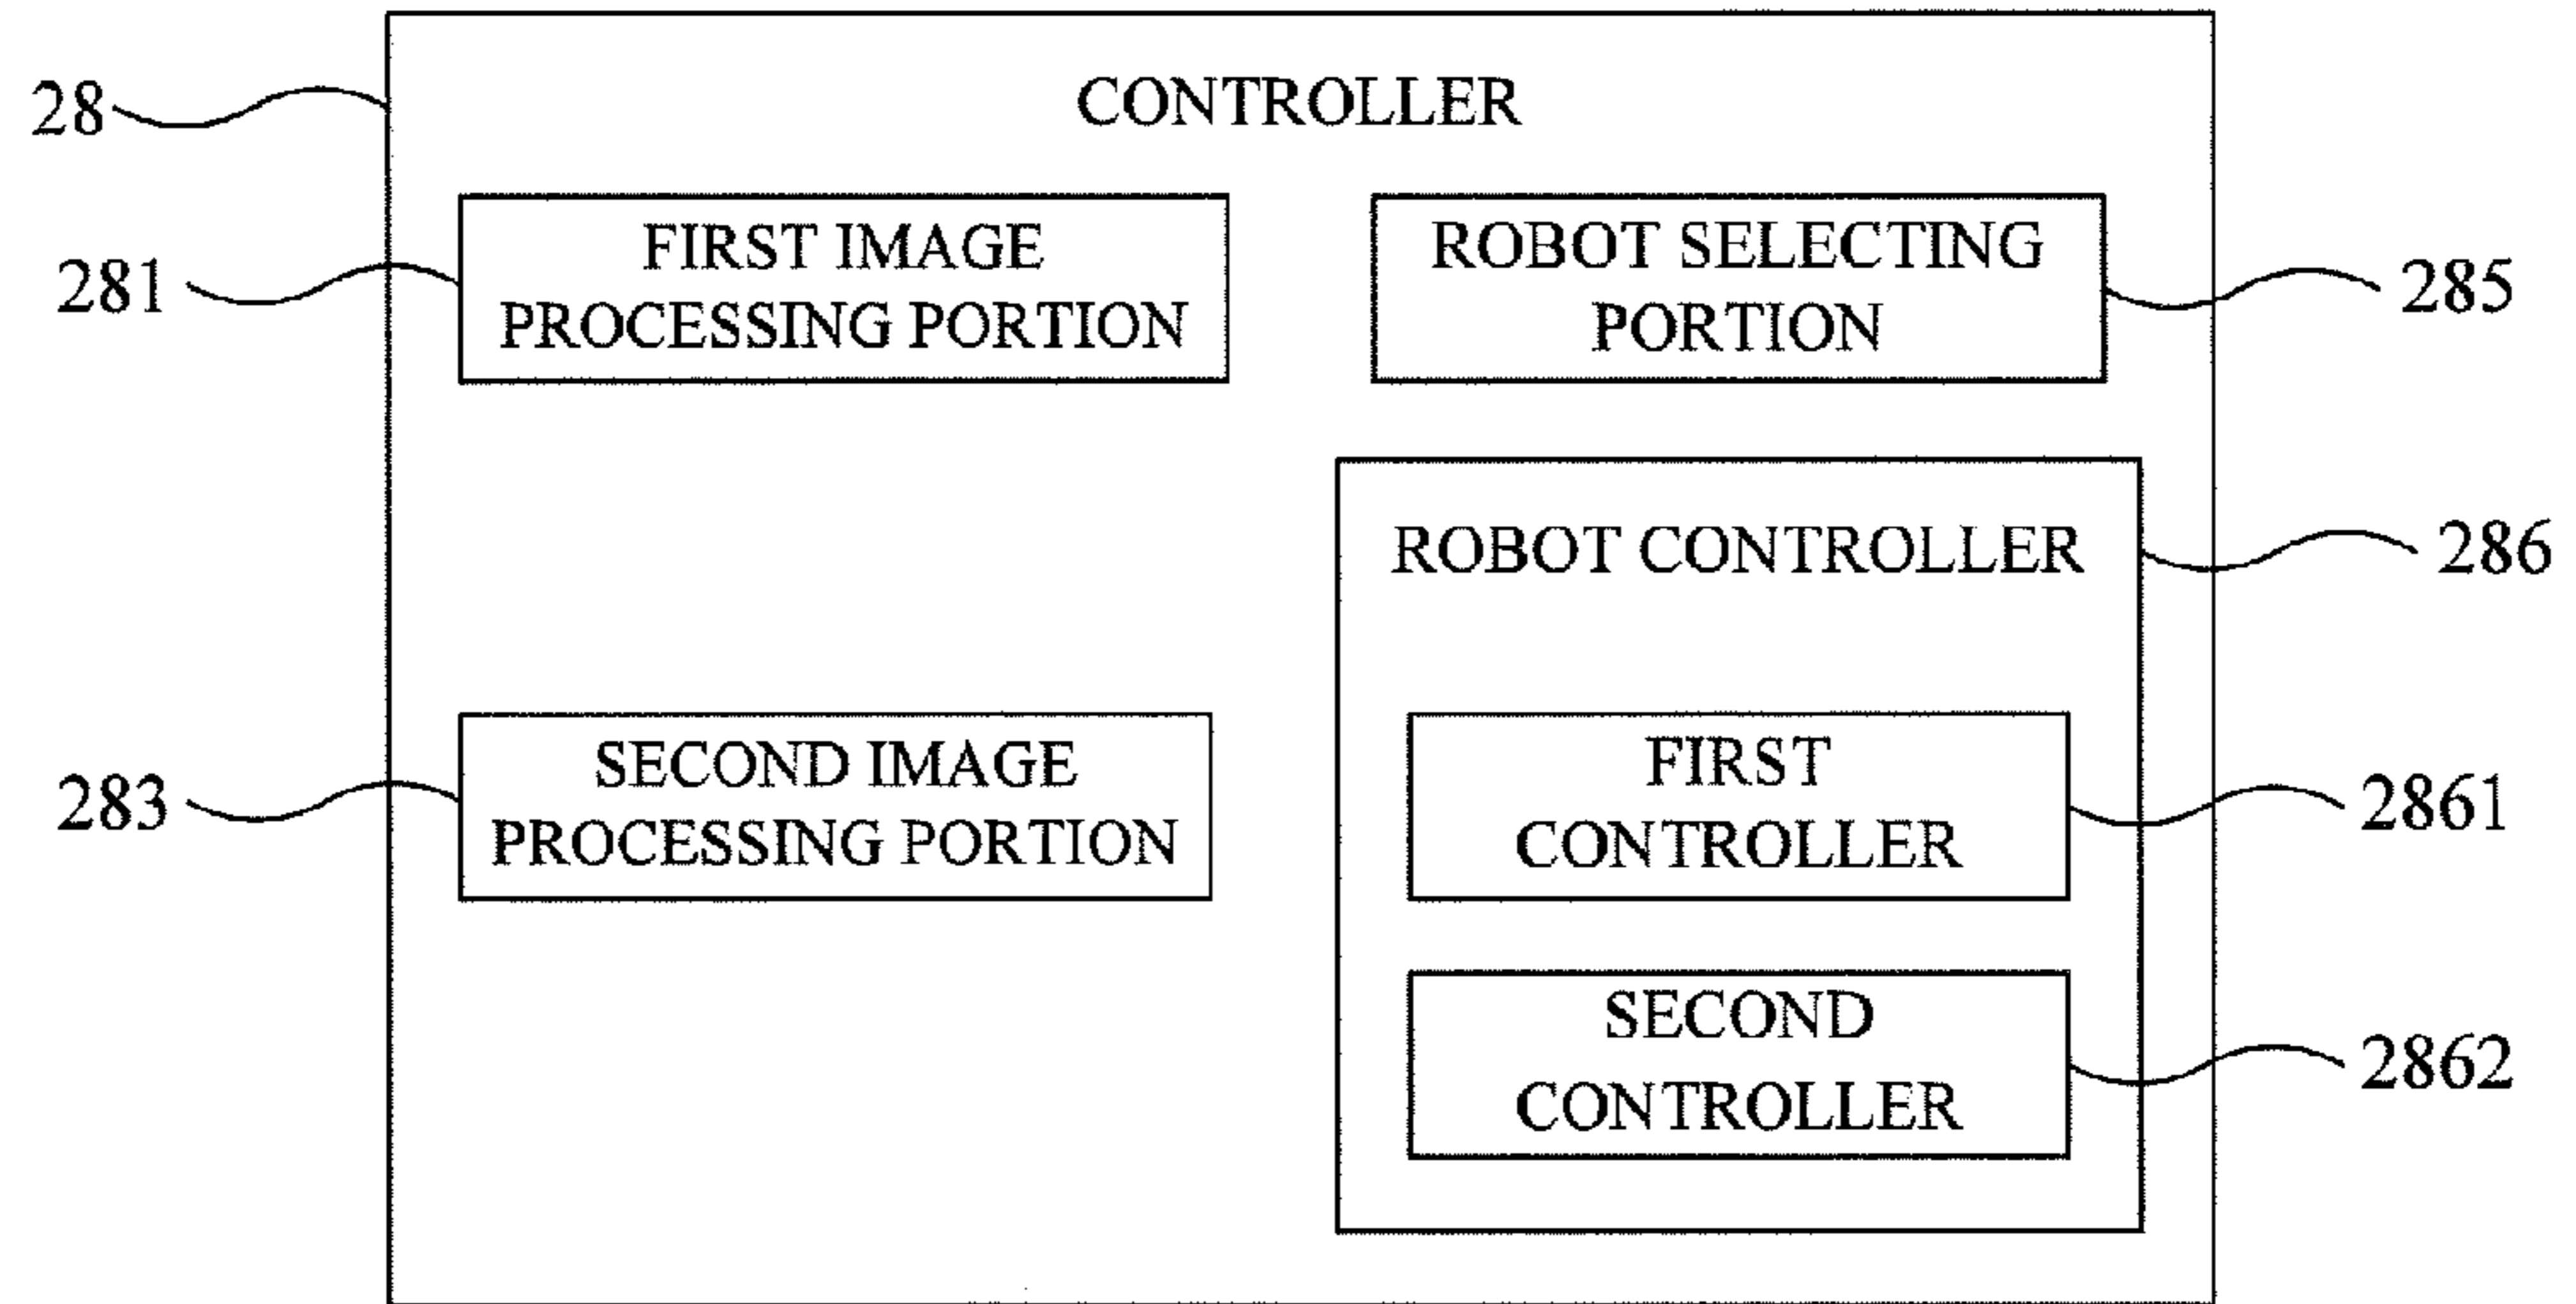 CONTROLLER
28
FIRST IMAGE
PROCESSING PORTION
281
ROBOT SELECTING
PORTION
285
ROBOT CONTROLLER
286
SECOND IMAGE
PROCESSING PORTION
283
FIRST
CONTROLLER
2861
SECOND
CONTROLLER
2862